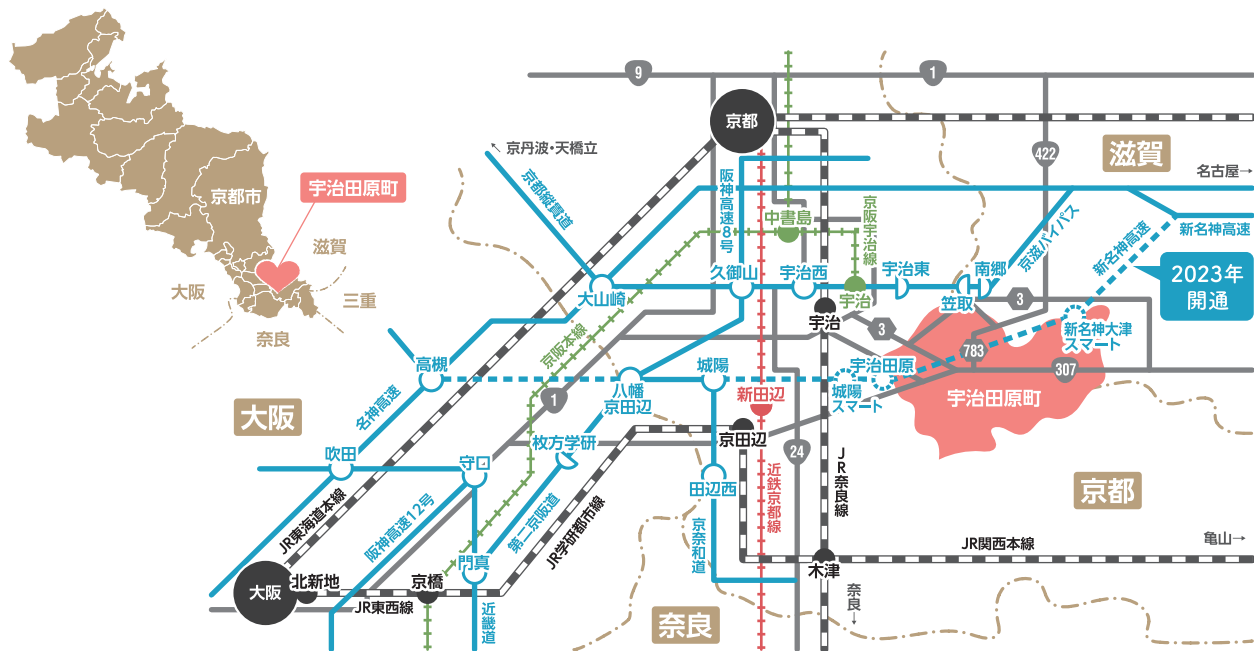 京都市
宇治田原町
滋賀
大阪
三重
奈良
9
1
京都
↖ 京丹波・天橋立
422
滋賀
名古屋→
京都縦貫道
阪神高速8号
中書島
京阪宇治線
京滋バイパス
新名神高速
新名神高速
2023年
開通
大山崎
久御山
宇治西
宇治
宇治東
南郷
笠取
3
宇治
3
新名神大津
スマート
783
京阪本線
高槻
八幡
京田辺
城陽
城陽
スマート
宇治田原
307
宇治田原町
名神高速
1
新田辺
大阪
枚方学研
京田辺
24
吹田
守口
田辺西
近鉄京都線
JR奈良線
京都
JR東海道本線
阪神高速12号
第二京阪道
JR学研都市線
京奈和道
門真
JR関西本線
亀山→
木津
大阪
北新地
京橋
JR東西線
近畿道
奈良
奈良→